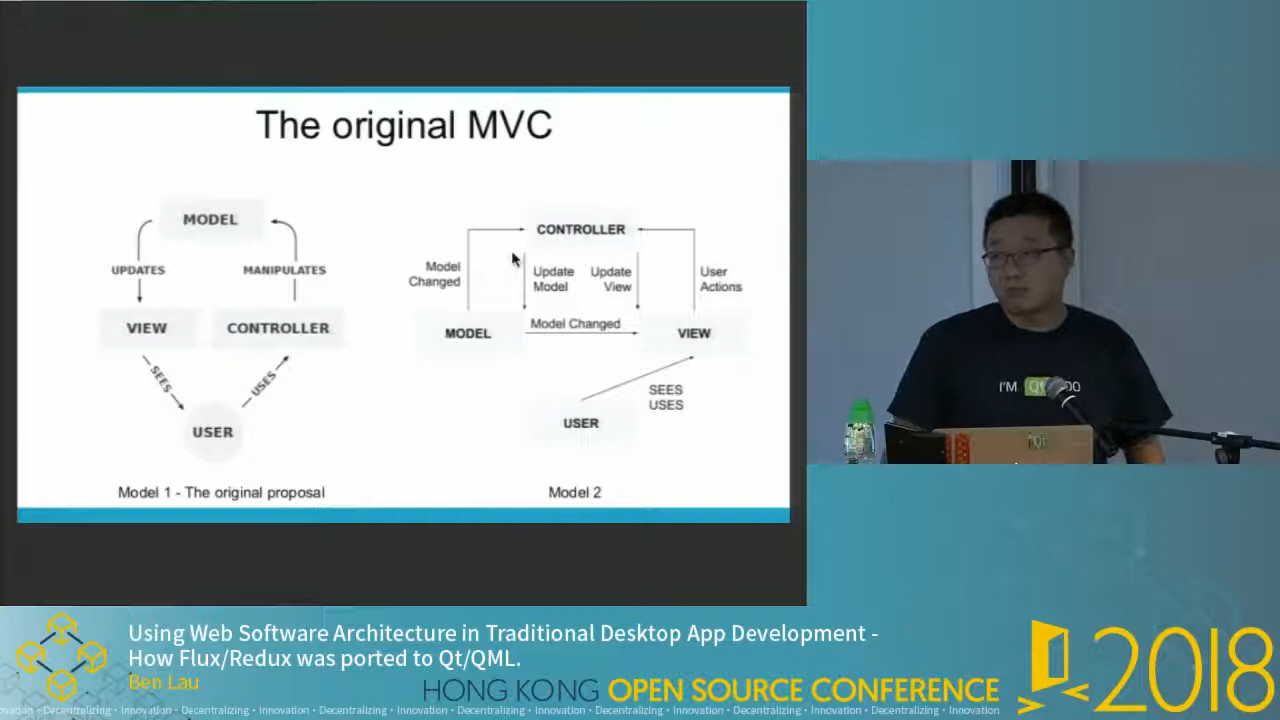 The original MVC
MODEL
UPDATES
MANIPULATES
VIEW
CONTROLLER
SEES
USES
USER
Model 1 - The original proposal
CONTROLLER
Model
Changed
Update
Model
Update
View
User
Actions
MODEL
Model Changed
VIEW
SEES
USES
USER
Model 2
I'M
Qt
Using Web Software Architecture in Traditional Desktop App Development -
How Flux/Redux was ported to Qt/QML.
Ben Lau
HONG KONG OPEN SOURCE CONFERENCE
2018
Decentralizing • Innovation • Decentralizing • Innovation • Decentralizing • Innovation • Decentralizing • Innovation • Decentralizing • Innovation • Decentralizing • Innovation • Decentralizing • Innovation